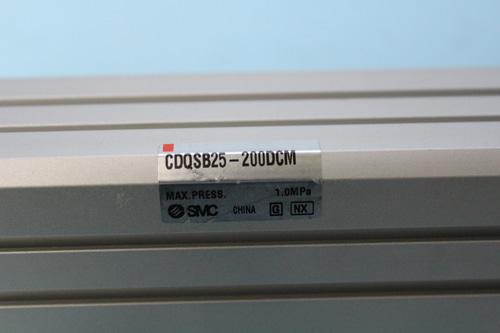 CDQSB25-200DCM
MAX.PRESS. 1.0MPa
SMC CHINA G NX